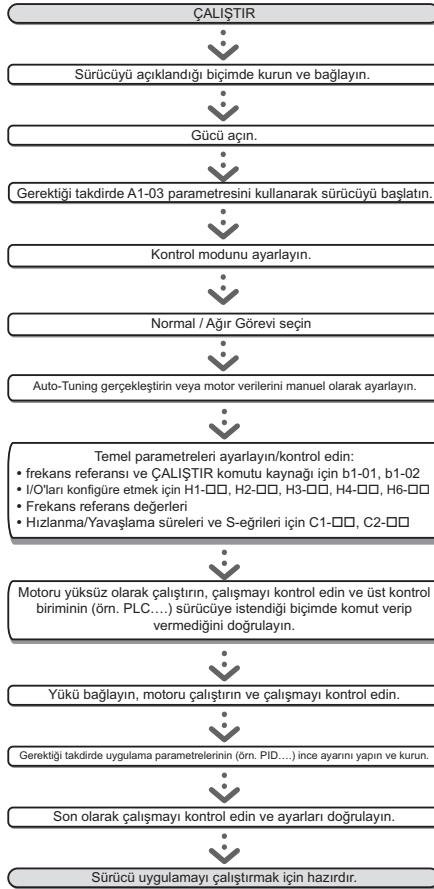 ÇALIŞTIR
Sürücüyü açıklandığı biçimde kurun ve bağlayın.
Gücü açın.
Gerektiği takdirde A1-03 parametresini kullanarak sürücüyü başlatın.
Kontrol modunu ayarlayın.
Normal / Ağır Görevi seçin
Auto-Tuning gerçekleştirin veya motor verilerini manuel olarak ayarlayın.
Temel parametreleri ayarlayın/kontrol edin:
• frekans referansı ve ÇALIŞTIR komutu kaynağı için b1-01, b1-02
• I/O'ları konfigüre etmek için H1-□□, H2-□□, H3-□□, H4-□□, H6-□□
• Frekans referans değerleri
• Hızlanma/Yavaşlama süreleri ve S-eğrileri için C1-□□, C2-□□
Motoru yüksüz olarak çalıştırın, çalışmayı kontrol edin ve üst kontrol
biriminin (örn. PLC….) sürücüye istendiği biçimde komut verip
vermediğini doğrulayın.
Yükü bağlayın, motoru çalıştırın ve çalışmayı kontrol edin.
Gerektiği takdirde uygulama parametrelerinin (örn. PID….) ince ayarını yapın ve kurun.
Son olarak çalışmayı kontrol edin ve ayarları doğrulayın.
Sürücü uygulamayı çalıştırmak için hazırdır.